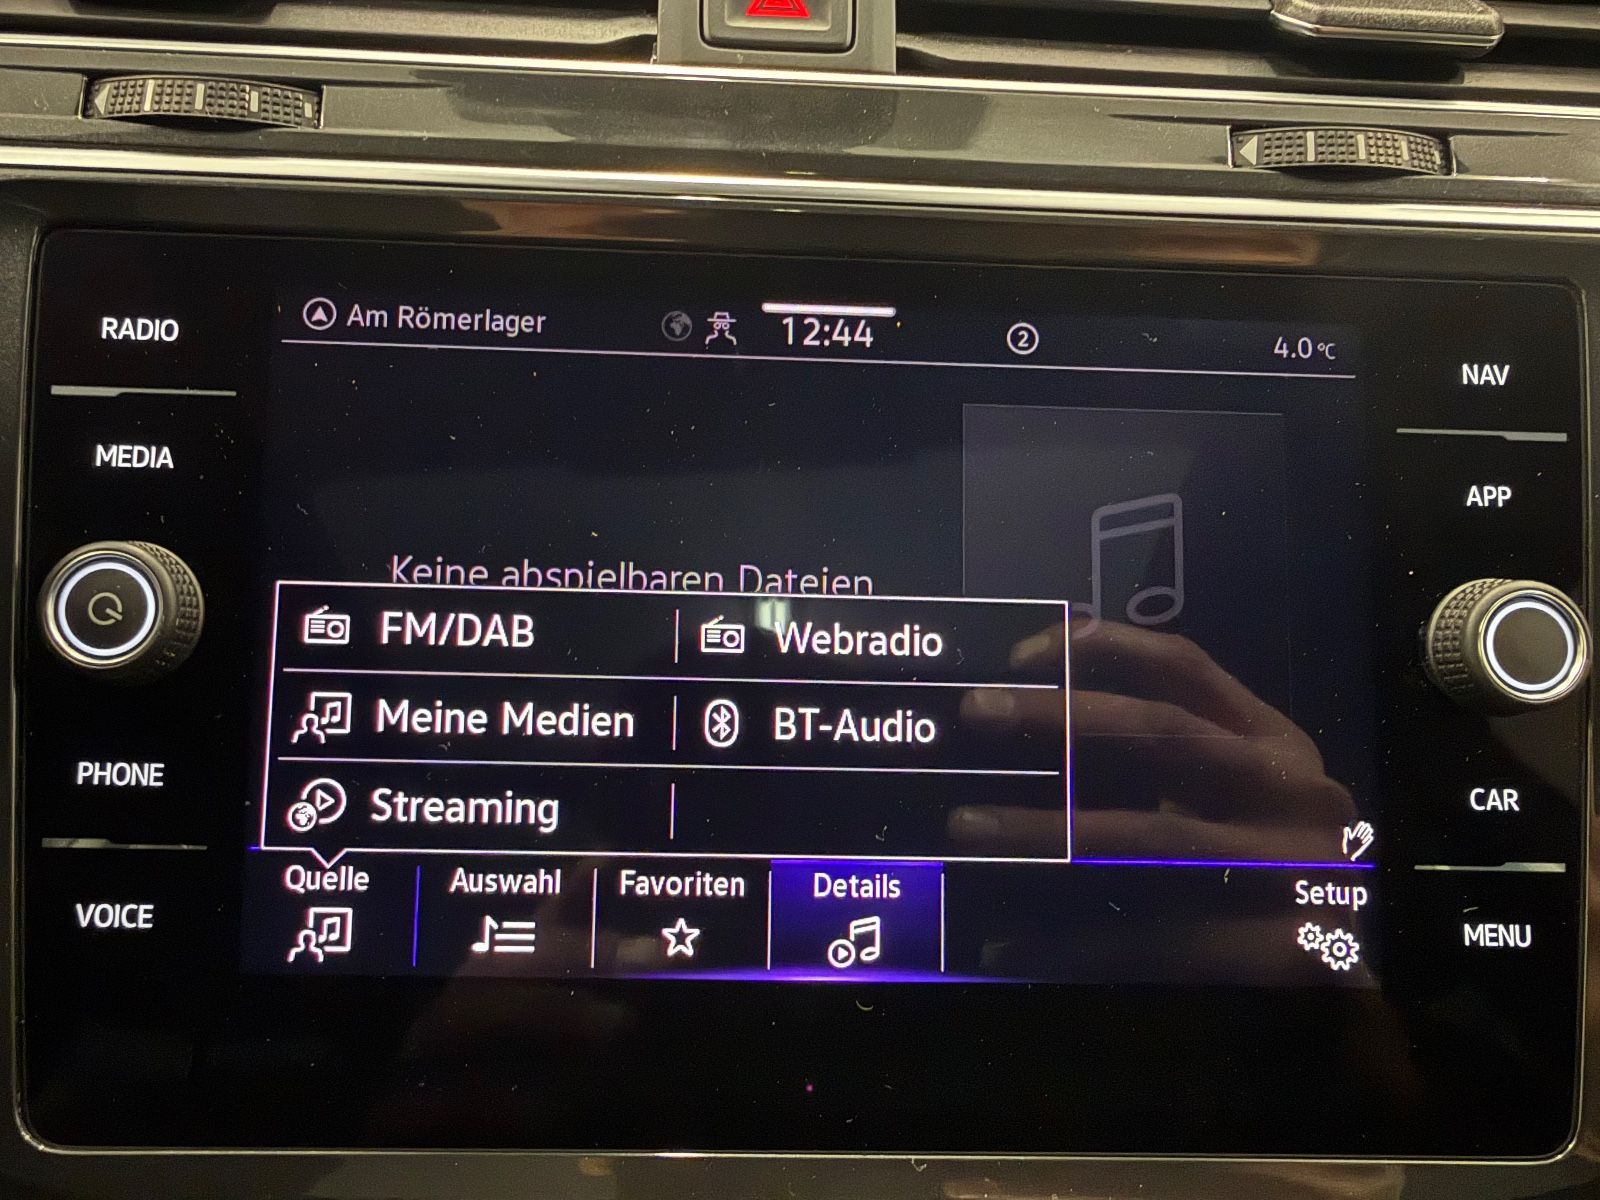 RADIO
MEDIA
PHONE
VOICE
Am Römerlager
12:44
2
4.0 °C
Keine abspielbaren Dateien
FM/DAB
Webradio
Meine Medien
BT-Audio
Streaming
Quelle
Auswahl
Favoriten
Details
Setup
NAV
APP
CAR
MENU